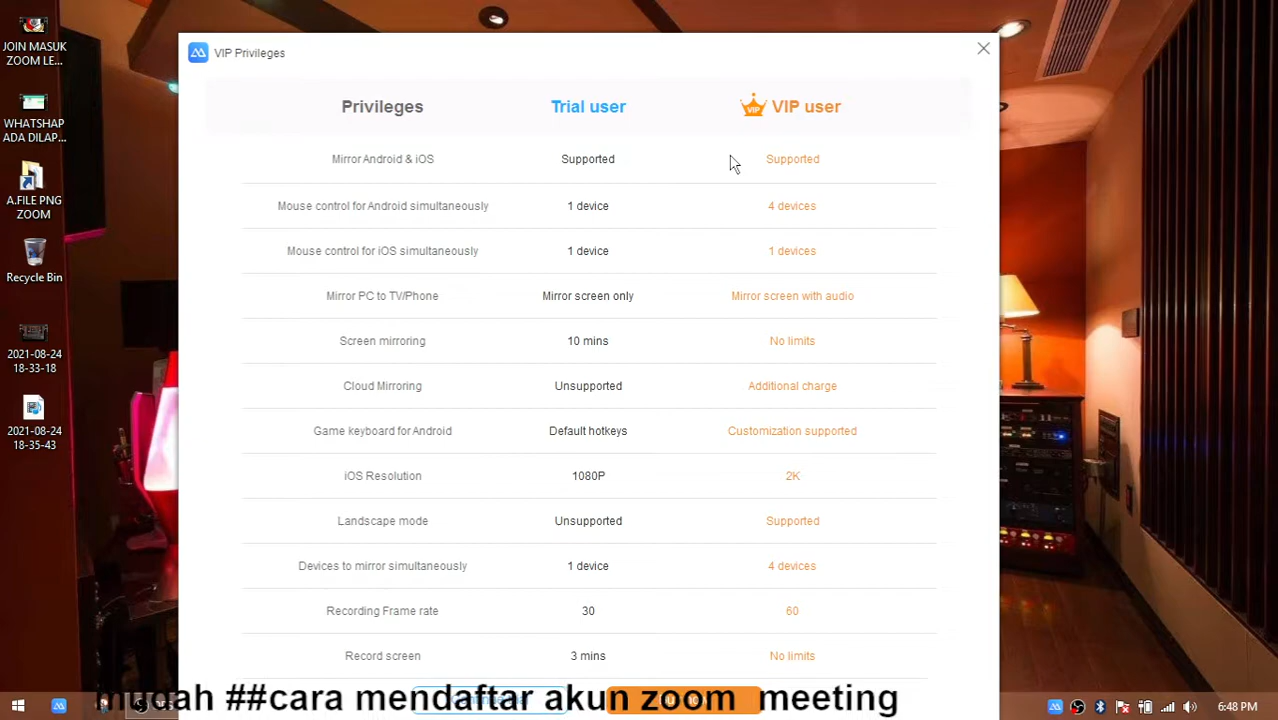 JOIN MASUK
ZOOM LE...
WHATSHAP
ADA DILAP...
A.FILE PNG
ZOOM
Recycle Bin
2021-08-24
18-33-18
2021-08-24
18-35-43
VIP Privileges
Privileges Trial user VIP VIP user
Mirror Android & iOS Supported Supported
Mouse control for Android simultaneously 1 device 4 devices
Mouse control for iOS simultaneously 1 device 1 devices
Mirror PC to TV/Phone Mirror screen only Mirror screen with audio
Screen mirroring 10 mins No limits
Cloud Mirroring Unsupported Additional charge
Game keyboard for Android Default hotkeys Customization supported
iOS Resolution 1080P 2K
Landscape mode Unsupported Supported
Devices to mirror simultaneously 1 device 4 devices
Recording Frame rate 30 60
Record screen 3 mins No limits
mudah ##cara mendaftar akun zoom meeting
6:48 PM